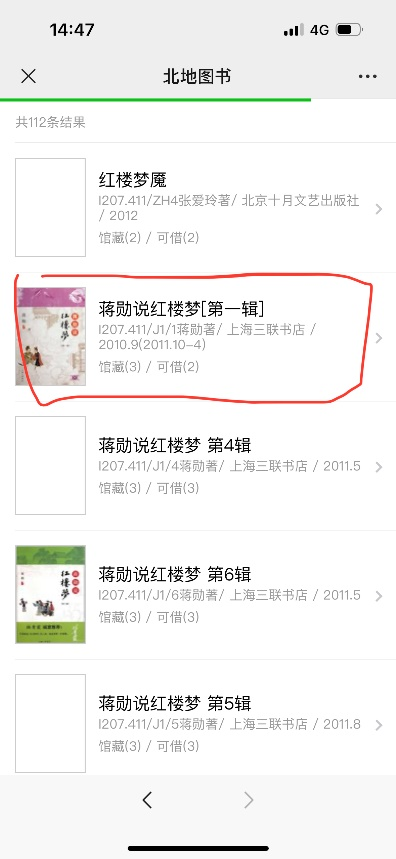 14:47
4G
北地图书
共112条结果
红楼梦魇
I207.411/ZH4张爱玲著/ 北京十月文艺出版社
/ 2012
馆藏(2) / 可借(2)
蒋勋说红楼梦[第一辑]
I207.411/J1/1蒋勋著/ 上海三联书店 /
2010.9(2011.10-4)
馆藏(3) / 可借(2)
红楼梦
蒋勋说红楼梦 第4辑
I207.411/J1/4蒋勋著/ 上海三联书店 / 2011.5
馆藏(3) / 可借(3)
蒋勋说红楼梦 第6辑
I207.411/J1/6蒋勋著/ 上海三联书店 / 2011.5
馆藏(3) / 可借(3)
红楼梦
蒋勋说红楼梦 第5辑
I207.411/J1/5蒋勋著/ 上海三联书店 / 2011.8
馆藏(3) / 可借(3)